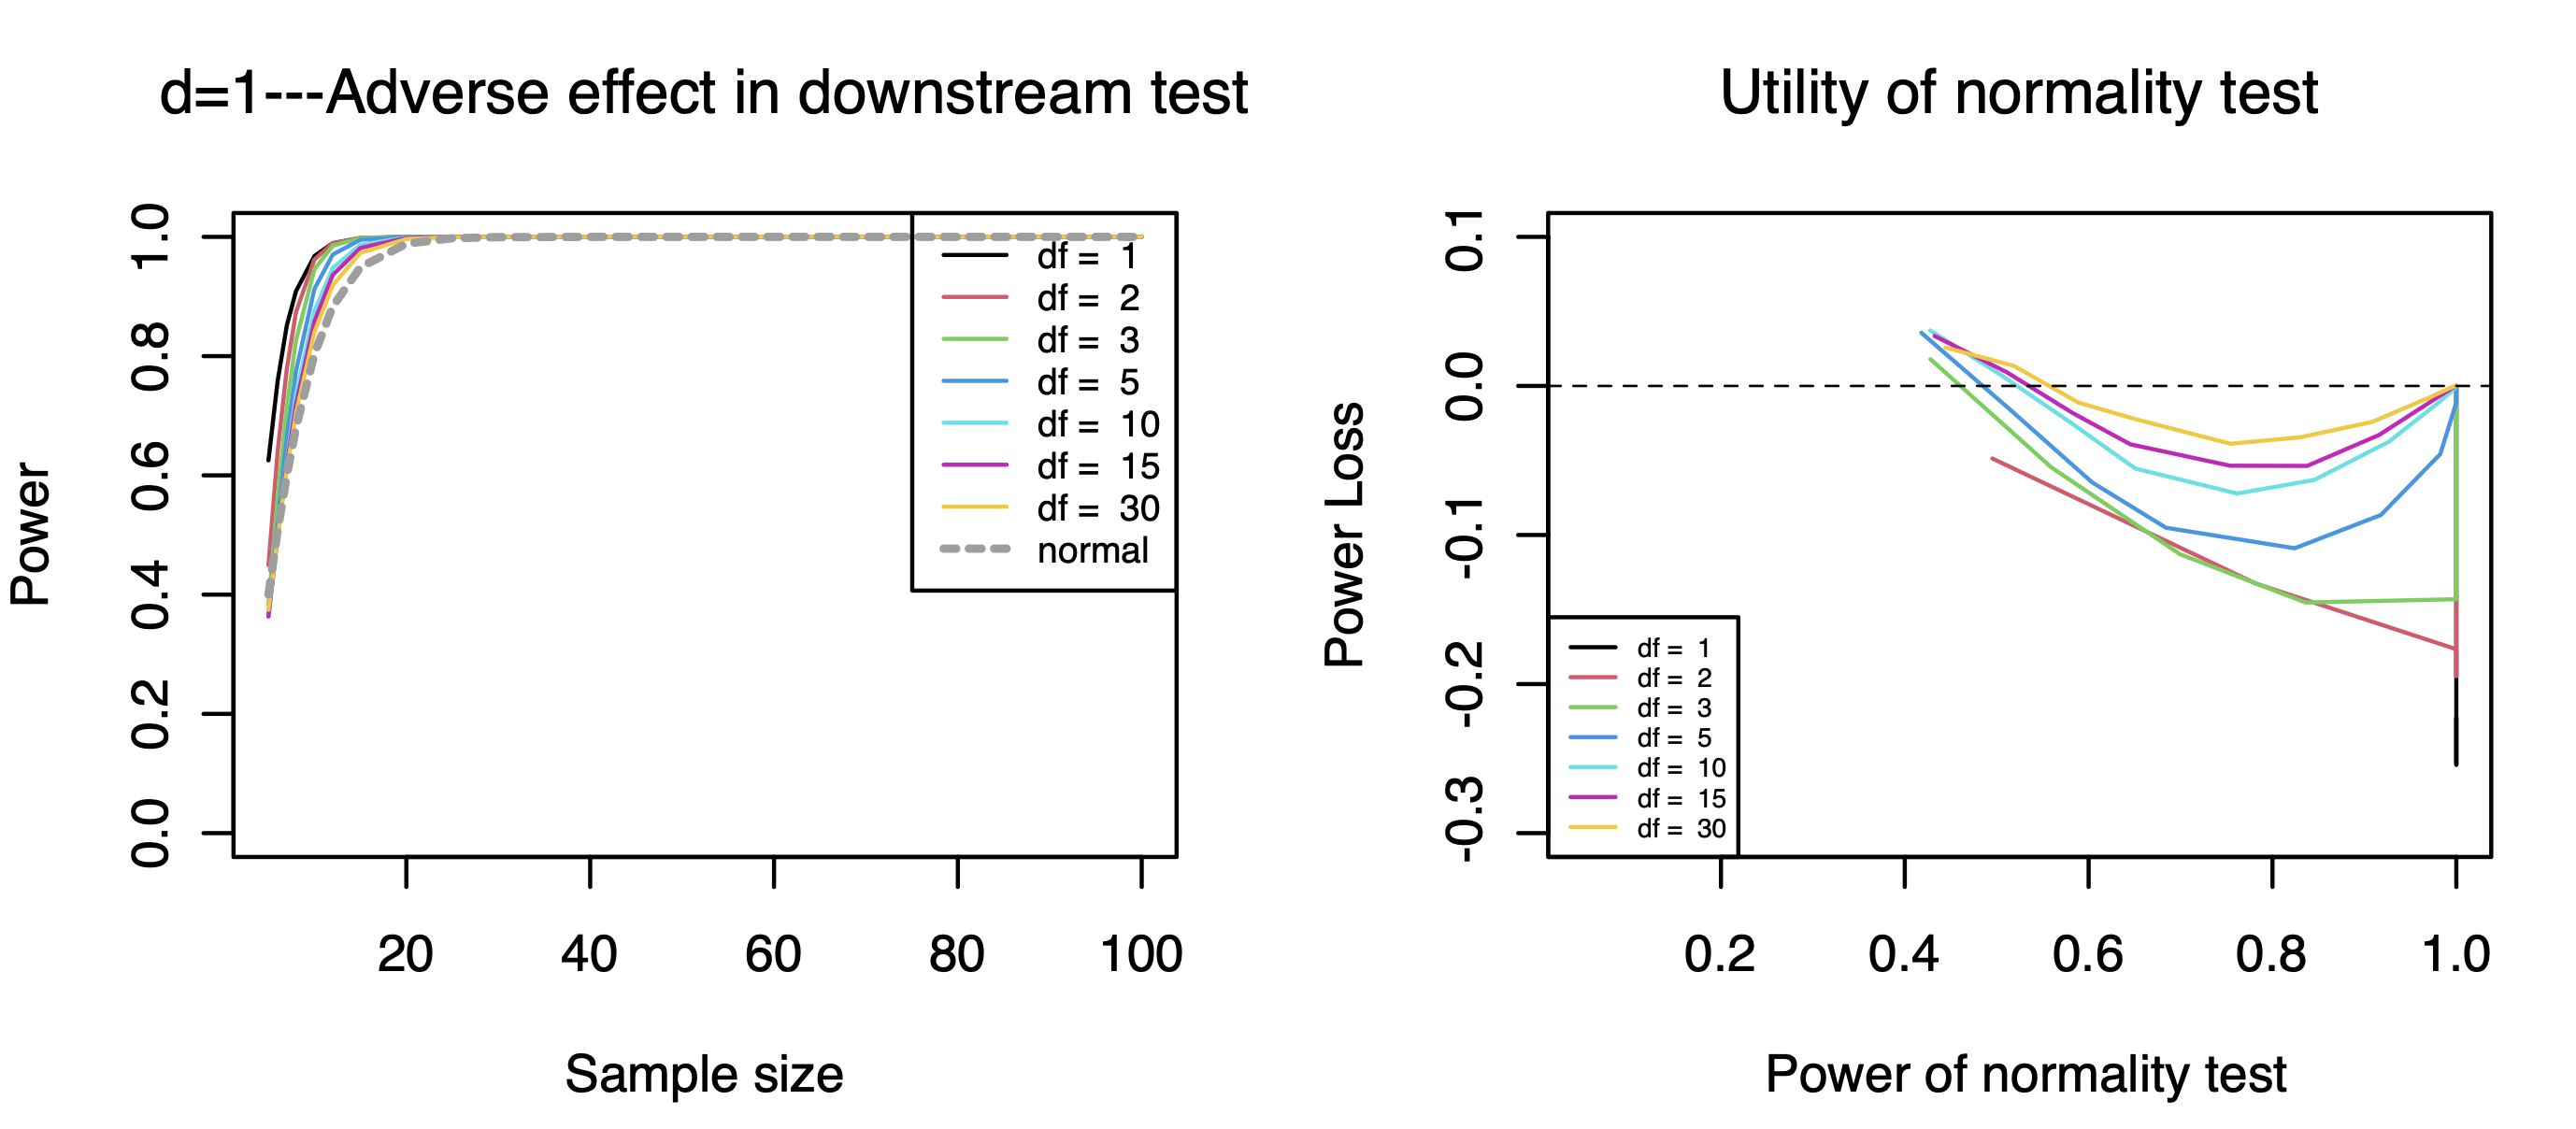 d=1---Adverse effect in downstream test
Power
1.0
0.8
0.6
0.4
0.2
0.0
df = 1
df = 2
df = 3
df = 5
df = 10
df = 15
df = 30
normal
20 40 60 80 100
Sample size
Utility of normality test
Power Loss
0.1
0.0
-0.1
-0.2
-0.3
df = 1
df = 2
df = 3
df = 5
df = 10
df = 15
df = 30
0.2 0.4 0.6 0.8 1.0
Power of normality test